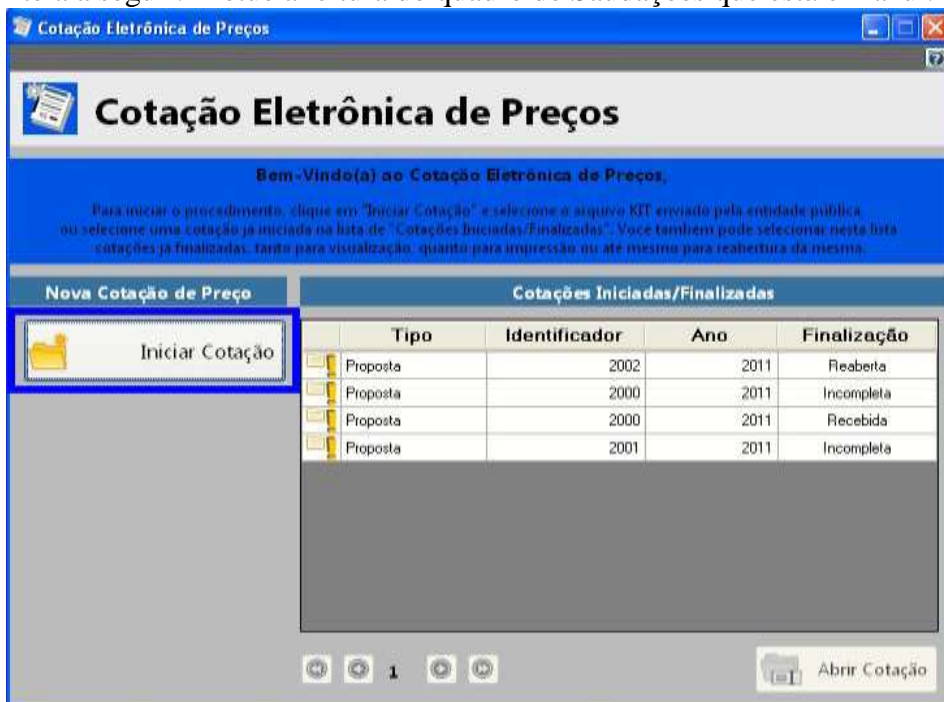 Cotação Eletrônica de Preços
Cotação Eletrônica de Preços
Bem-Vindo(a) ao Cotação Eletrônica de Preços,
Para iniciar o procedimento, clique em "Iniciar Cotação" e selecione o arquivo KIT enviado pela entidade pública,
ou selecione uma cotação já iniciada na lista de "Cotações Iniciadas/Finalizadas". Você também pode selecionar nesta lista
cotações já finalizadas, tanto para visualização, quanto para impressão ou até mesmo para reabertura da mesma.
Nova Cotação de Preço
Cotações Iniciadas/Finalizadas
Iniciar Cotação
Tipo Identificador Ano Finalização
Proposta 2002 2011 Reaberta
Proposta 2000 2011 Incompleta
Proposta 2000 2011 Recebida
Proposta 2001 2011 Incompleta
1
Abrir Cotação